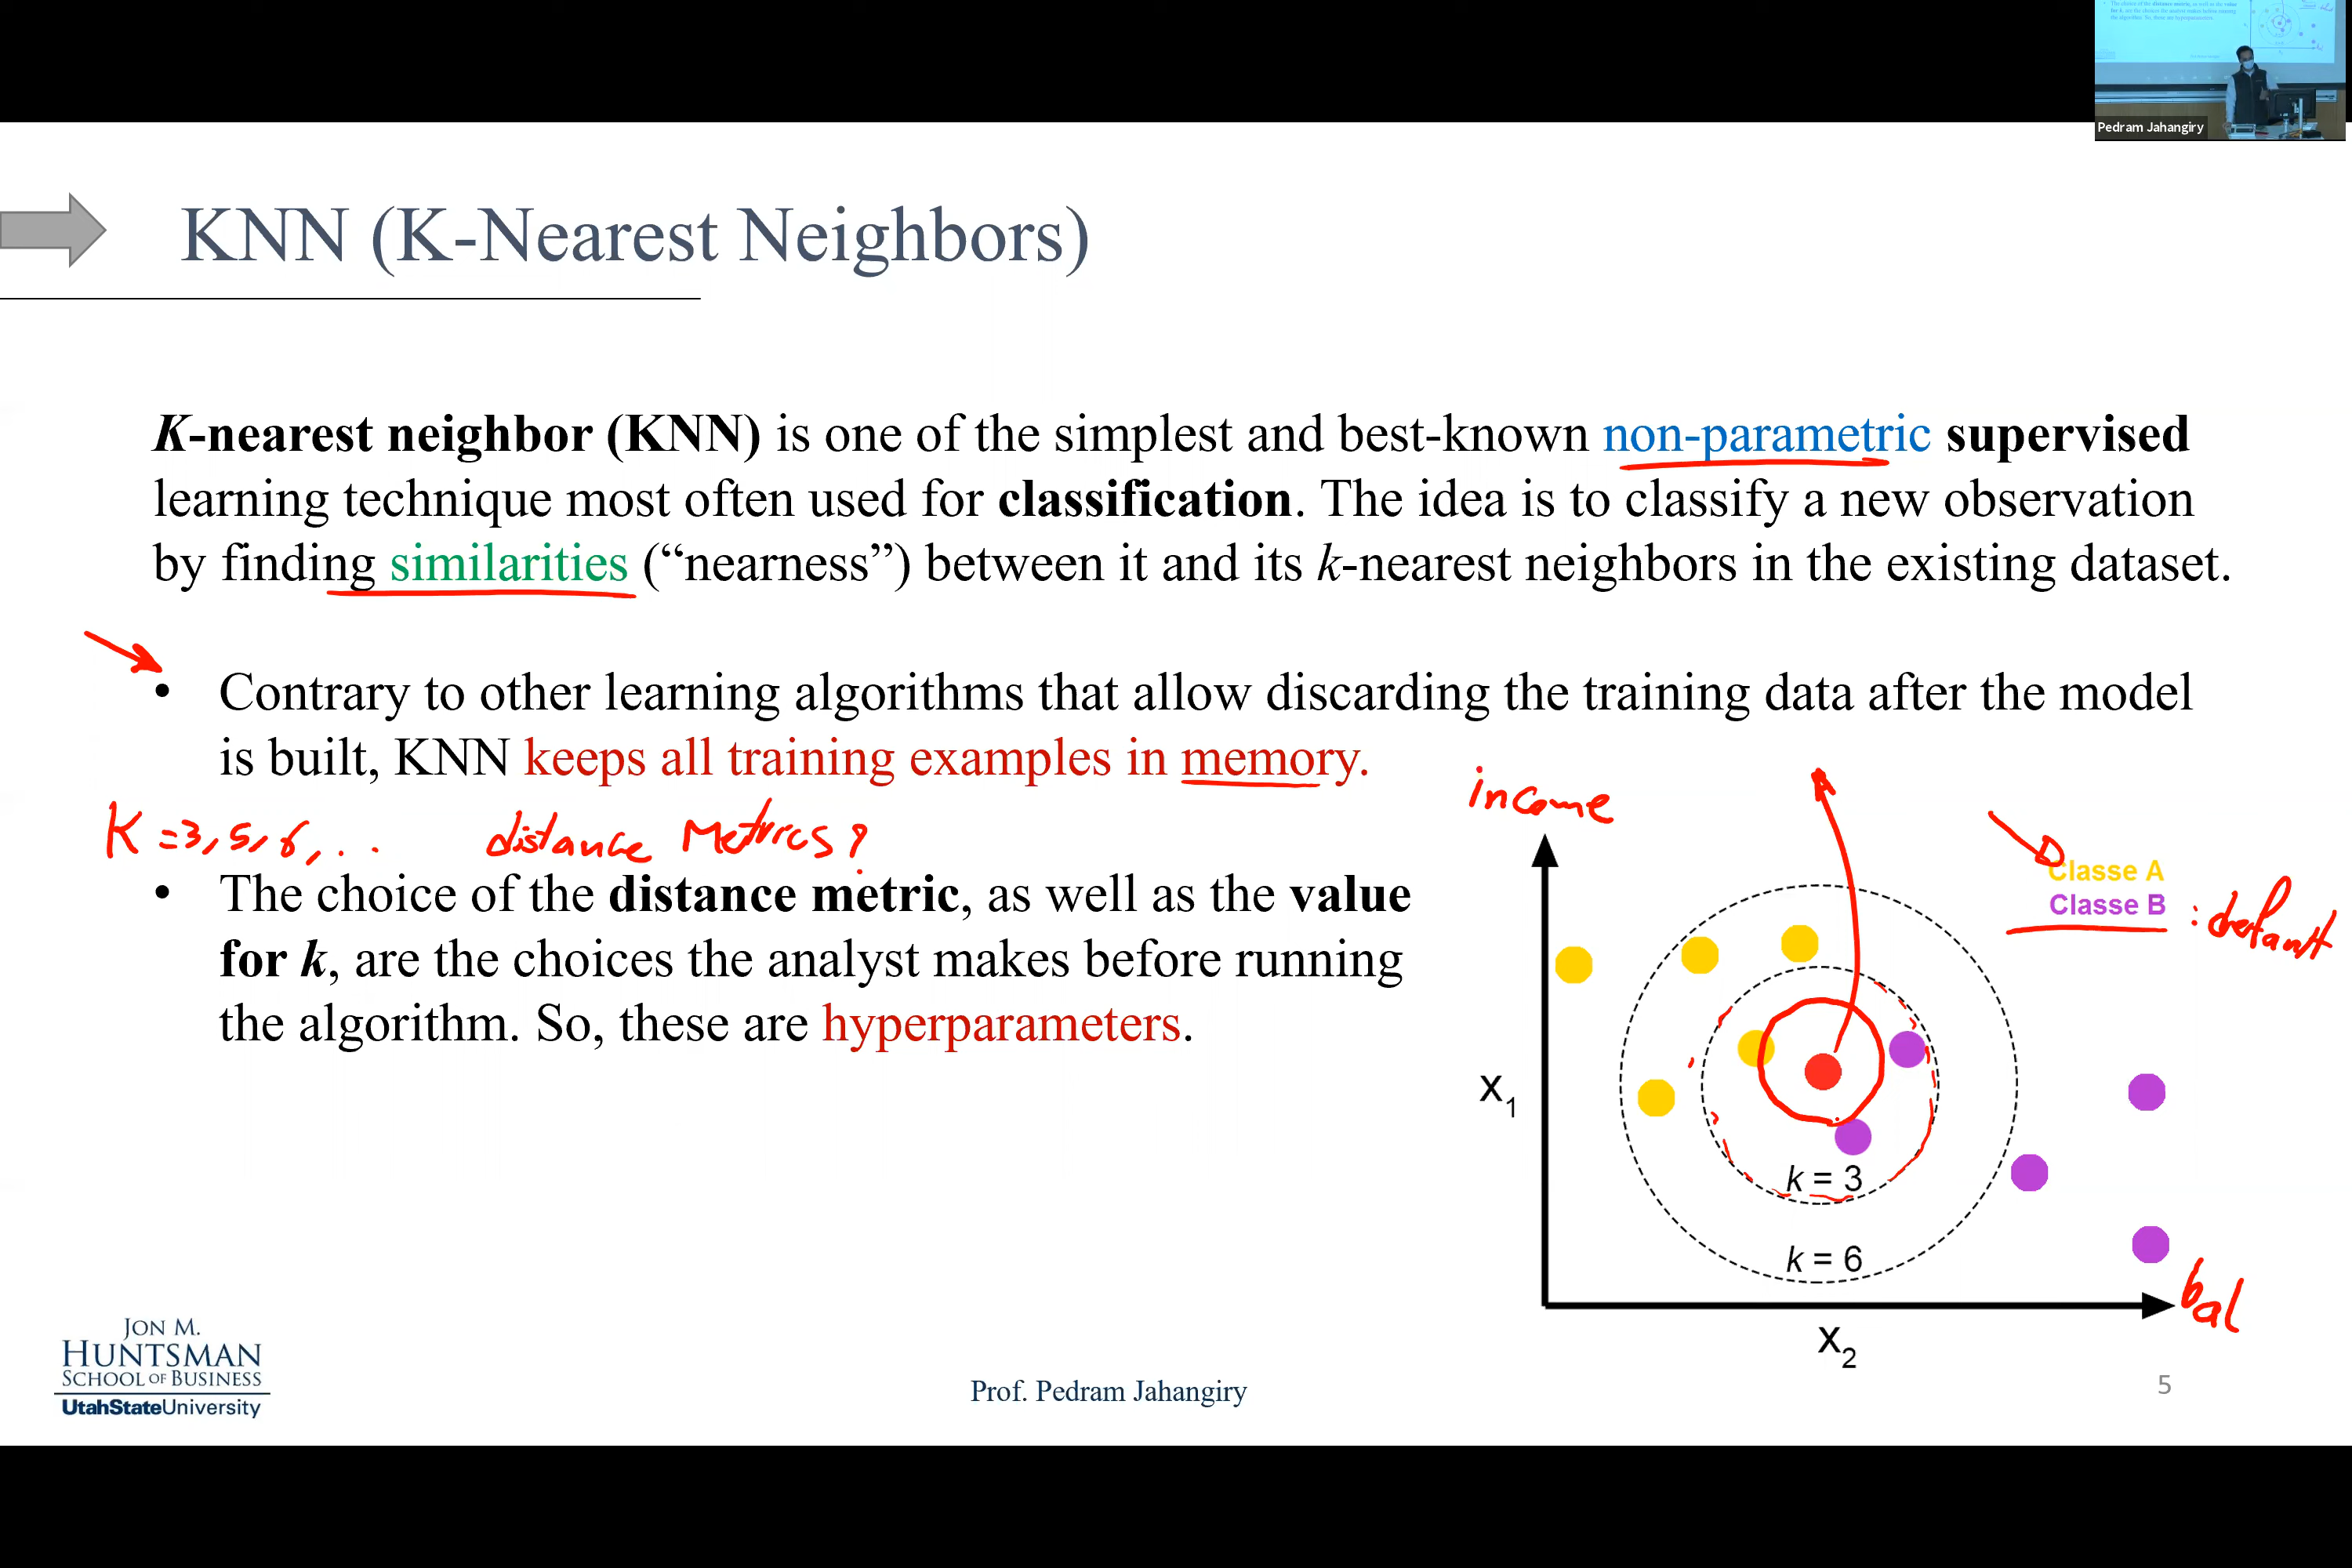 Pedram Jahangiry
KNN (K-Nearest Neighbors)
K-nearest neighbor (KNN) is one of the simplest and best-known non-parametric supervised
learning technique most often used for classification. The idea is to classify a new observation
by finding similarities (“nearness”) between it and its k-nearest neighbors in the existing dataset.
• Contrary to other learning algorithms that allow discarding the training data after the model
is built, KNN keeps all training examples in memory.
K = 3, 5, 6, .. distance Metrics?
• The choice of the distance metric, as well as the value
for k, are the choices the analyst makes before running
the algorithm. So, these are hyperparameters.
income
Classe A
Classe B : default
X1
k = 3
k = 6
bal
X2
JON M.
HUNTSMAN
SCHOOL OF BUSINESS
UtahStateUniversity
Prof. Pedram Jahangiry
5